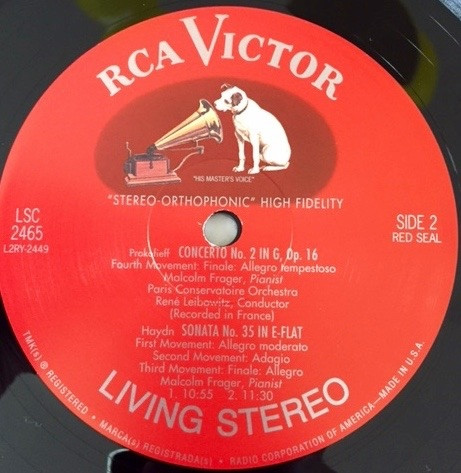 RCA VICTOR
"HIS MASTER'S VOICE"
"STEREO-ORTHOPHONIC" HIGH FIDELITY
LSC
2465
L2RY-2449
SIDE 2
RED SEAL
Prokofieff CONCERTO No. 2 IN G, Op. 16
Fourth Movement: Finale: Allegro tempestoso
Malcolm Frager, Pianist
Paris Conservatoire Orchestra
René Leibowitz, Conductor
(Recorded in France)
Haydn SONATA No. 35 IN E-FLAT
First Movement: Allegro moderato
Second Movement: Adagio
Third Movement: Finale: Allegro
Malcolm Frager, Pianist
1. 10:55 2. 11:30
LIVING STEREO
TMK(s) ® REGISTERED • MARCA(s) REGISTRADA(s) • RADIO CORPORATION OF AMERICA—MADE IN U.S.A.